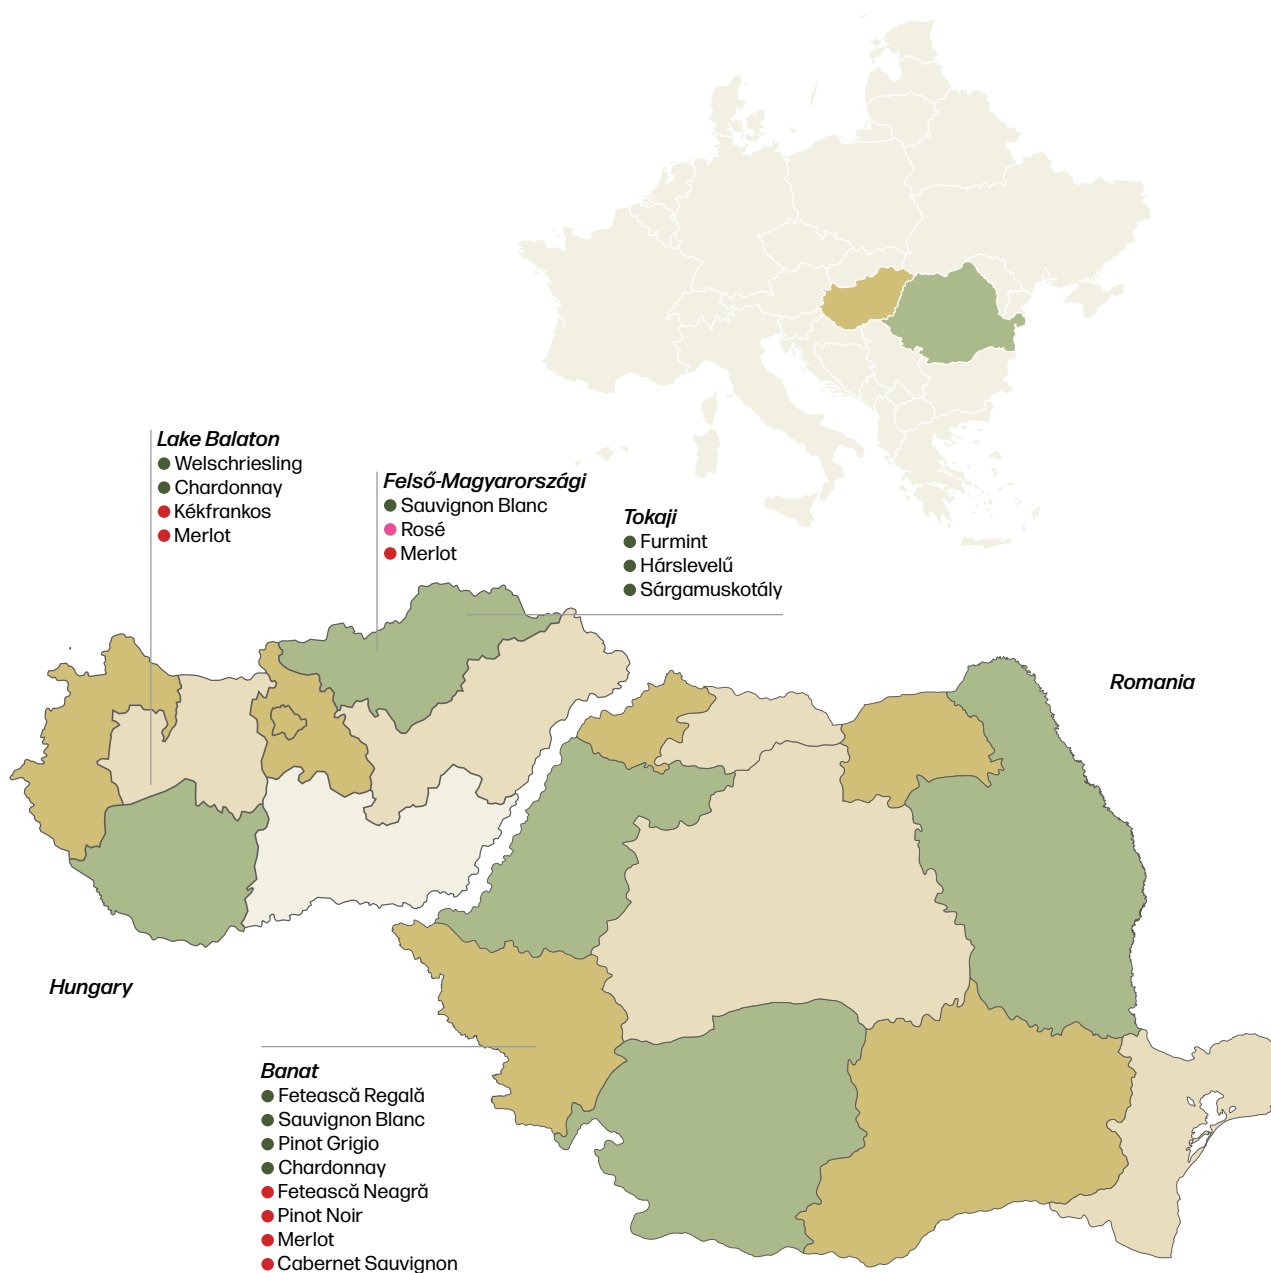 Lake Balaton
Welschriesling
Chardonnay
Kékfrankos
Merlot
Felső-Magyarországi
Sauvignon Blanc
Rosé
Merlot
Tokaji
Furmint
Hárslevelű
Sárgamuskotály
Romania
Hungary
Banat
Fetească Regală
Sauvignon Blanc
Pinot Grigio
Chardonnay
Fetească Neagră
Pinot Noir
Merlot
Cabernet Sauvignon